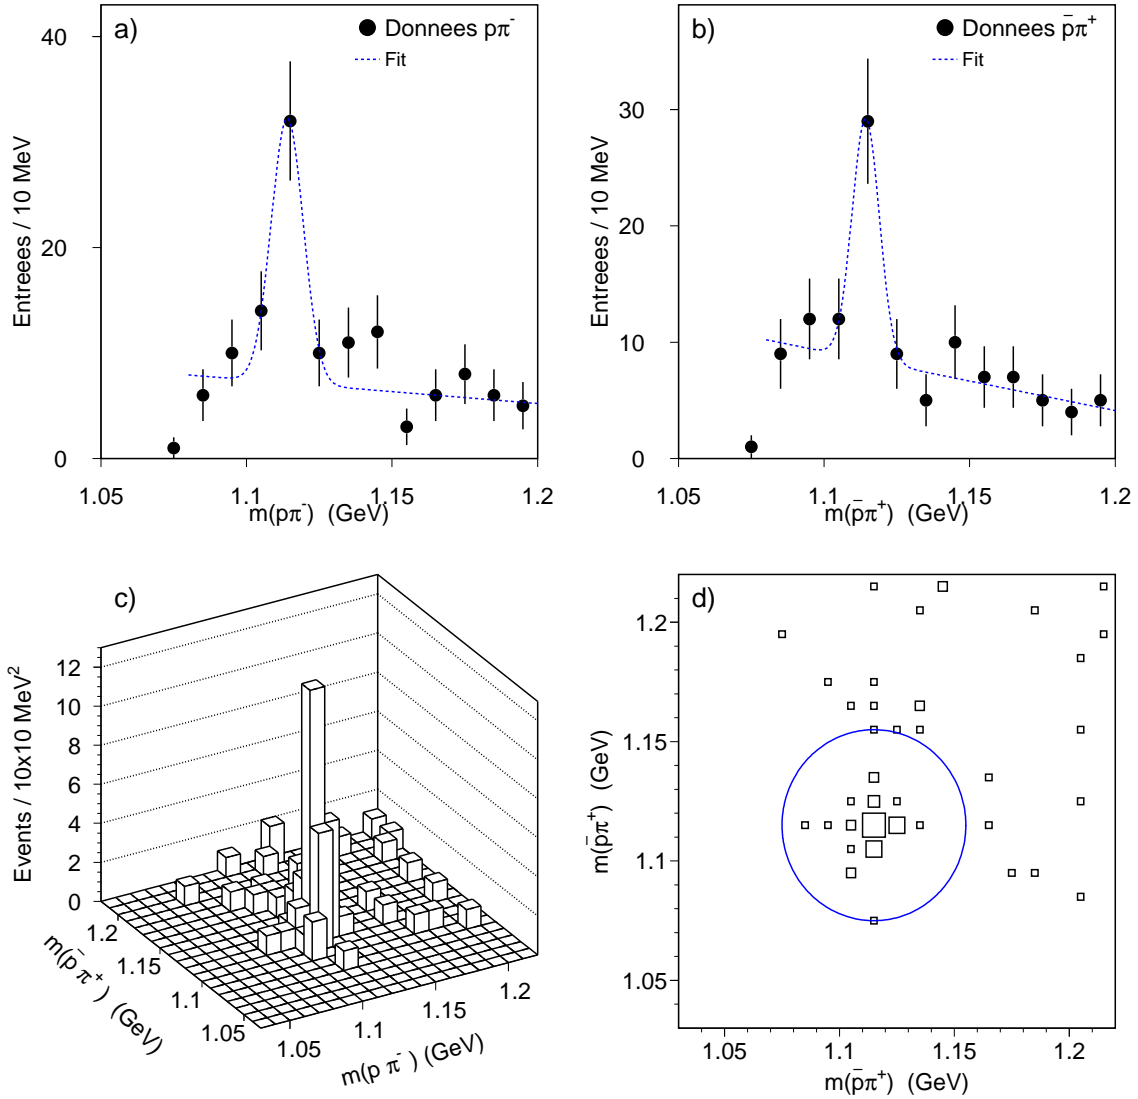 a)
Donnees pπ⁻
Fit
40
20
0
Entreees / 10 MeV
1.05 1.1 1.15 1.2
m(pπ⁻) (GeV)
b)
Donnees p̄π⁺
Fit
30
20
10
0
Entreees / 10 MeV
1.05 1.1 1.15 1.2
m(p̄π⁺) (GeV)
c)
12
10
8
6
4
2
0
Events / 10x10 MeV²
1.2
1.15
1.1
1.05
m(p̄ π⁺) (GeV)
1.05 1.1 1.15 1.2
m(p π⁻) (GeV)
d)
1.2
1.15
1.1
1.05
m(p̄π⁺) (GeV)
1.05 1.1 1.15 1.2
m(p̄π⁺) (GeV)